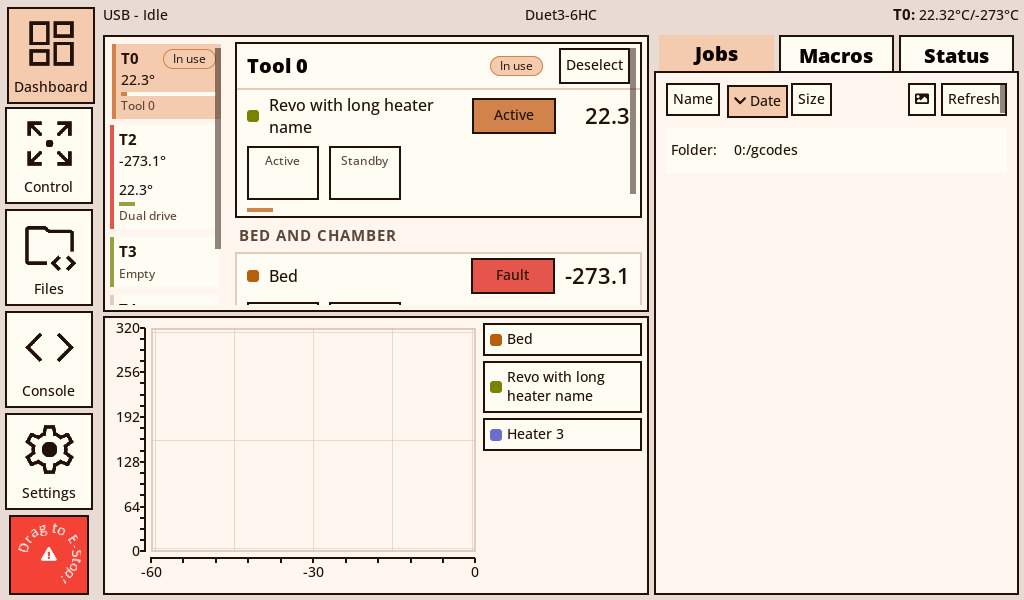 USB - Idle
Duet3-6HC
T0: 22.32°C/-273°C
Dashboard
Control
Files
Console
Settings
Drag to E-Stop!
T0
In use
22.3°
Tool 0
T2
-273.1°
22.3°
Dual drive
T3
Empty
Tool 0
In use
Deselect
Revo with long heater
name
Active
22.3
Active
Standby
BED AND CHAMBER
Bed
Fault
-273.1
320
256
192
128
64
0
-60
-30
0
Bed
Revo with long
heater name
Heater 3
Jobs
Macros
Status
Name
Date
Size
Refresh
Folder: 0:/gcodes